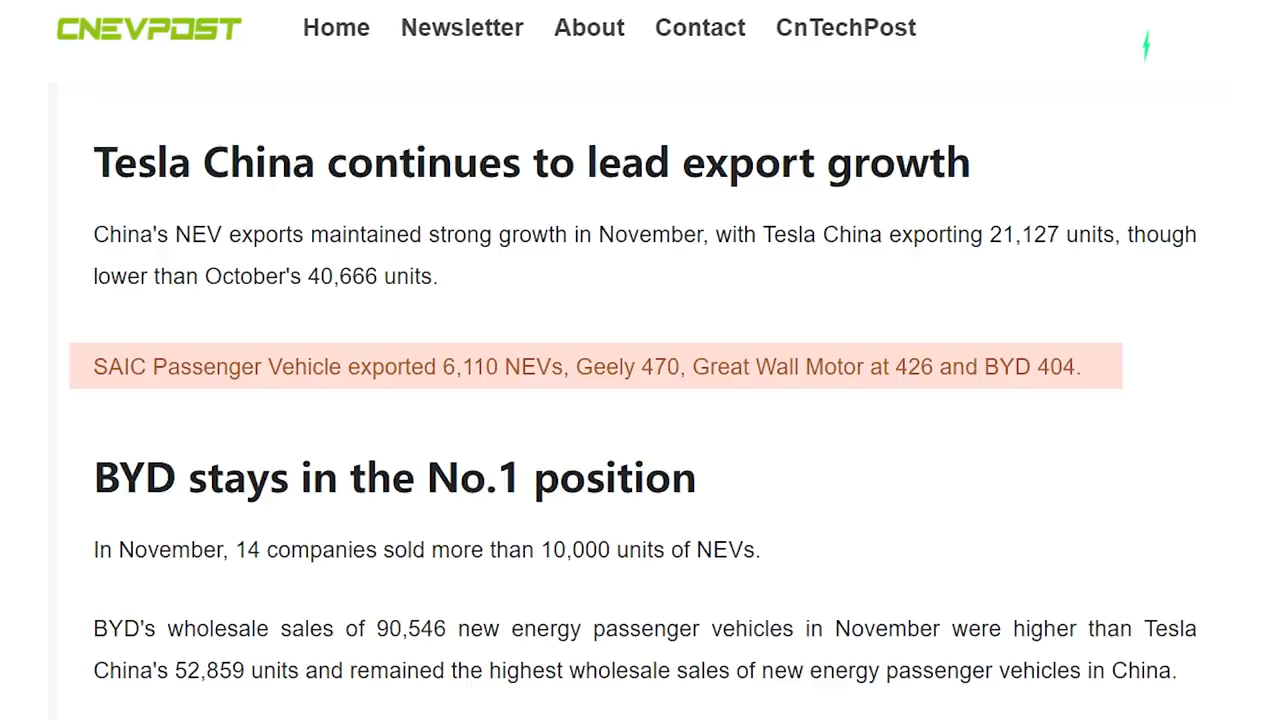 CNEVPOST Home Newsletter About Contact CnTechPost
Tesla China continues to lead export growth
China's NEV exports maintained strong growth in November, with Tesla China exporting 21,127 units, though
lower than October's 40,666 units.
SAIC Passenger Vehicle exported 6,110 NEVs, Geely 470, Great Wall Motor at 426 and BYD 404.
BYD stays in the No.1 position
In November, 14 companies sold more than 10,000 units of NEVs.
BYD's wholesale sales of 90,546 new energy passenger vehicles in November were higher than Tesla
China's 52,859 units and remained the highest wholesale sales of new energy passenger vehicles in China.